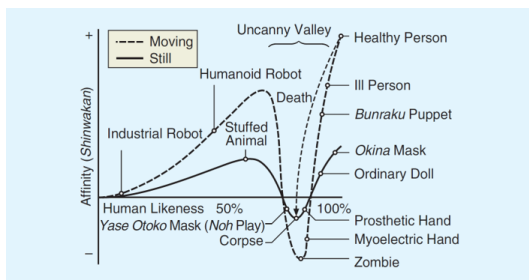 Uncanny Valley
+
Moving
Still
Healthy Person
Humanoid Robot
Ill Person
Death
Bunraku Puppet
Industrial Robot
Stuffed
Animal
Okina Mask
Ordinary Doll
Affinity (Shinwakan)
Human Likeness 50% 100%
Yase Otoko Mask (Noh Play)
Prosthetic Hand
Corpse
Myoelectric Hand
Zombie
–